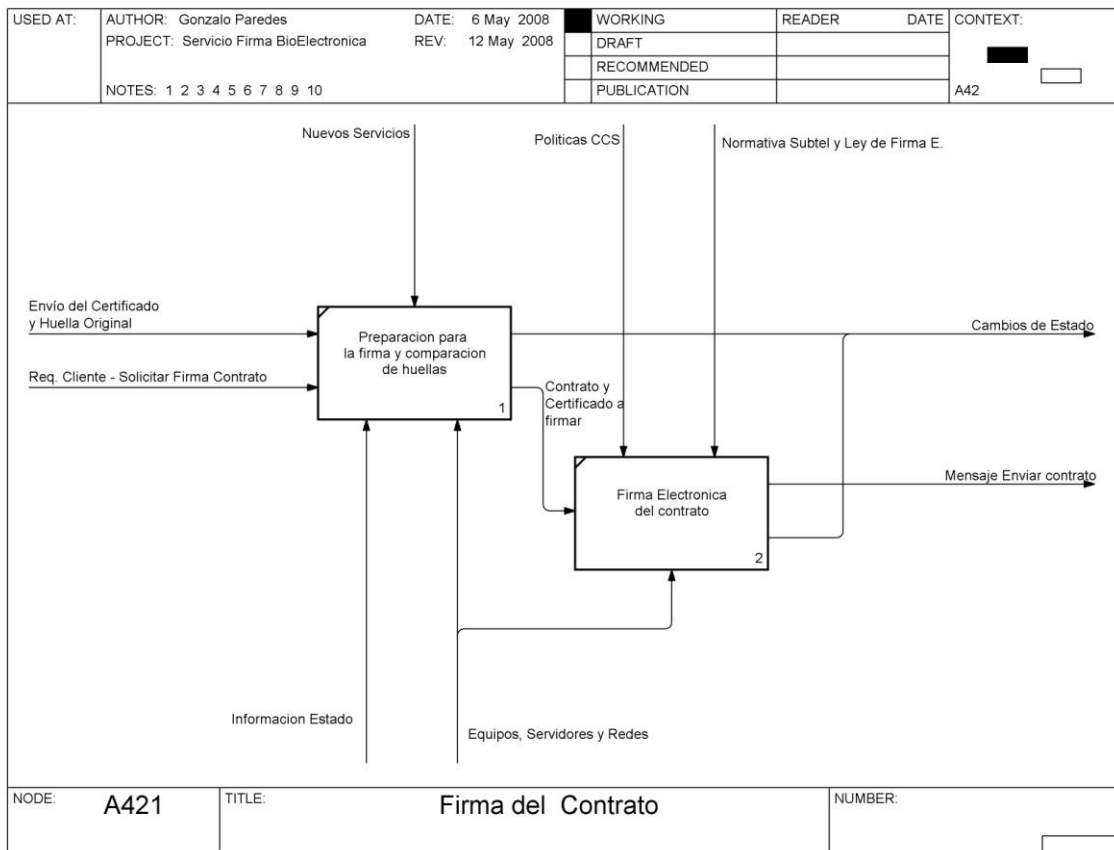 USED AT:
AUTHOR: Gonzalo Paredes
DATE: 6 May 2008
WORKING
READER
DATE
CONTEXT:
PROJECT: Servicio Firma BioElectronica
REV: 12 May 2008
DRAFT
RECOMMENDED
NOTES: 1 2 3 4 5 6 7 8 9 10
PUBLICATION
A42
Nuevos Servicios
Politicas CCS
Normativa Subtel y Ley de Firma E.
Envío del Certificado
y Huella Original
Preparacion para
la firma y comparacion
de huellas
1
Cambios de Estado
Req. Cliente - Solicitar Firma Contrato
Contrato y
Certificado a
firmar
Mensaje Enviar contrato
Firma Electronica
del contrato
2
Informacion Estado
Equipos, Servidores y Redes
NODE:
A421
TITLE:
Firma del Contrato
NUMBER: